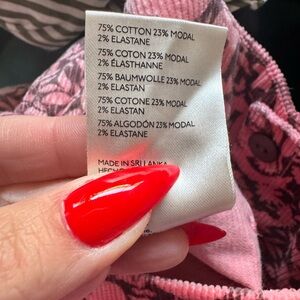 75% COTTON 23% MODAL
2% ELASTANE
75% COTON 23% MODAL
2% ÉLASTHANNE
75% BAUMWOLLE 23% MODAL
2% ELASTAN
75% COTONE 23% MODAL
2% ELASTAN
75% ALGODÓN 23% MODAL
2% ELASTANE
MADE IN SRI LANKA